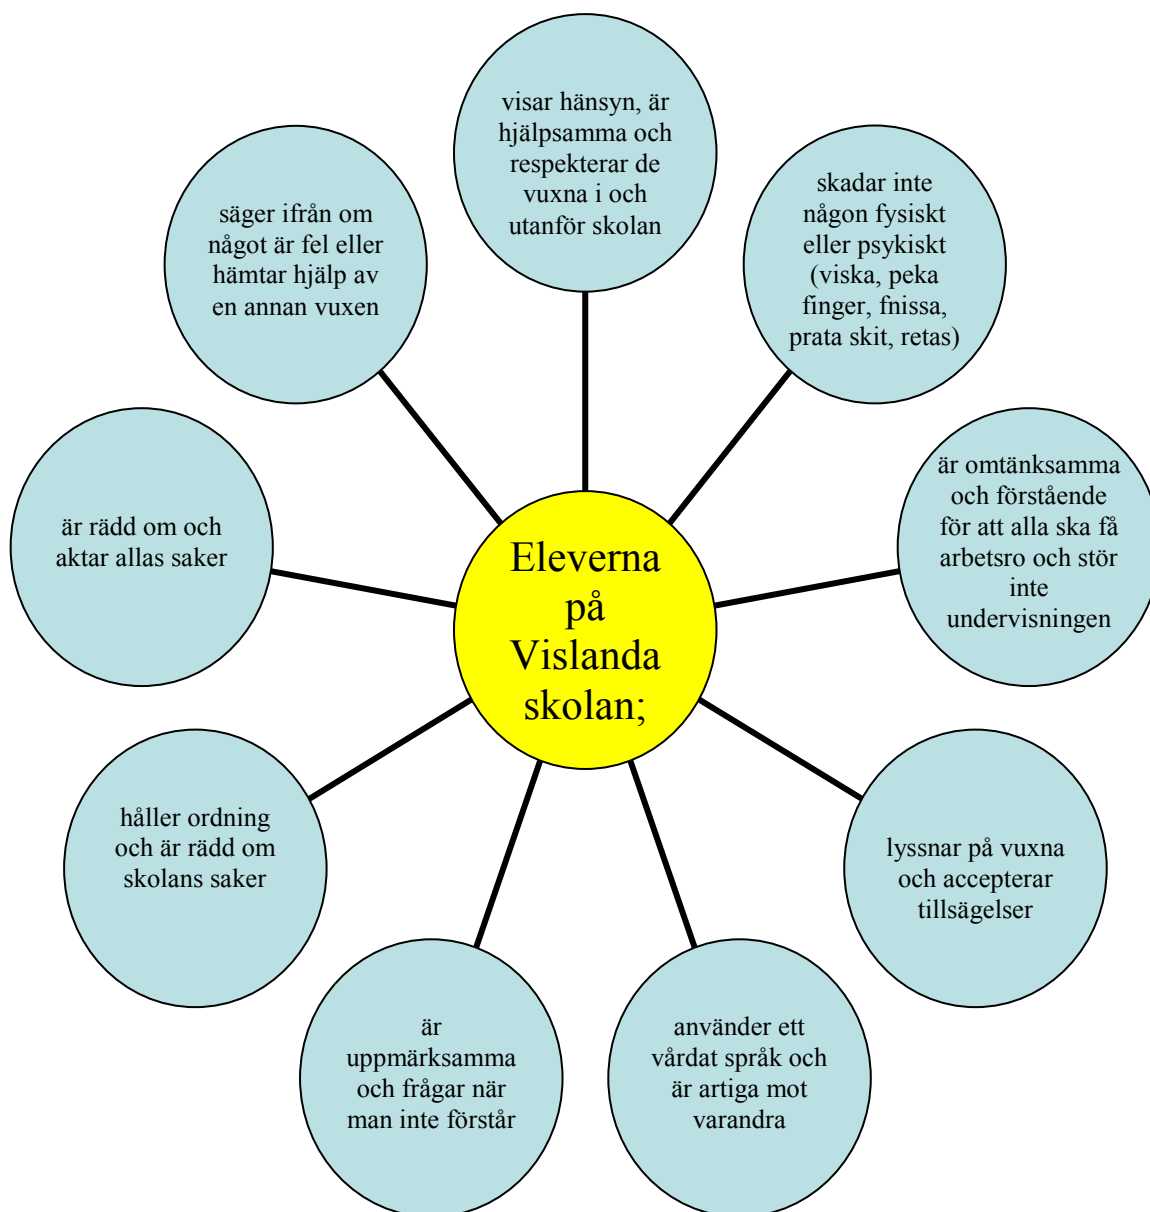 visar hänsyn, är
hjälpsamma och
respekterar de
vuxna i och
utanför skolan
skadar inte
någon fysiskt
eller psykiskt
(viska, peka
finger, fnissa,
prata skit, retas)
är omtänksamma
och förstående
för att alla ska få
arbetsro och stör
inte
undervisningen
lyssnar på vuxna
och accepterar
tillsägelser
använder ett
vårdat språk och
är artiga mot
varandra
är
uppmärksamma
och frågar när
man inte förstår
håller ordning
och är rädd om
skolans saker
är rädd om och
aktar allas saker
säger ifrån om
något är fel eller
hämtar hjälp av
en annan vuxen
Eleverna
på
Vislanda
skolan;